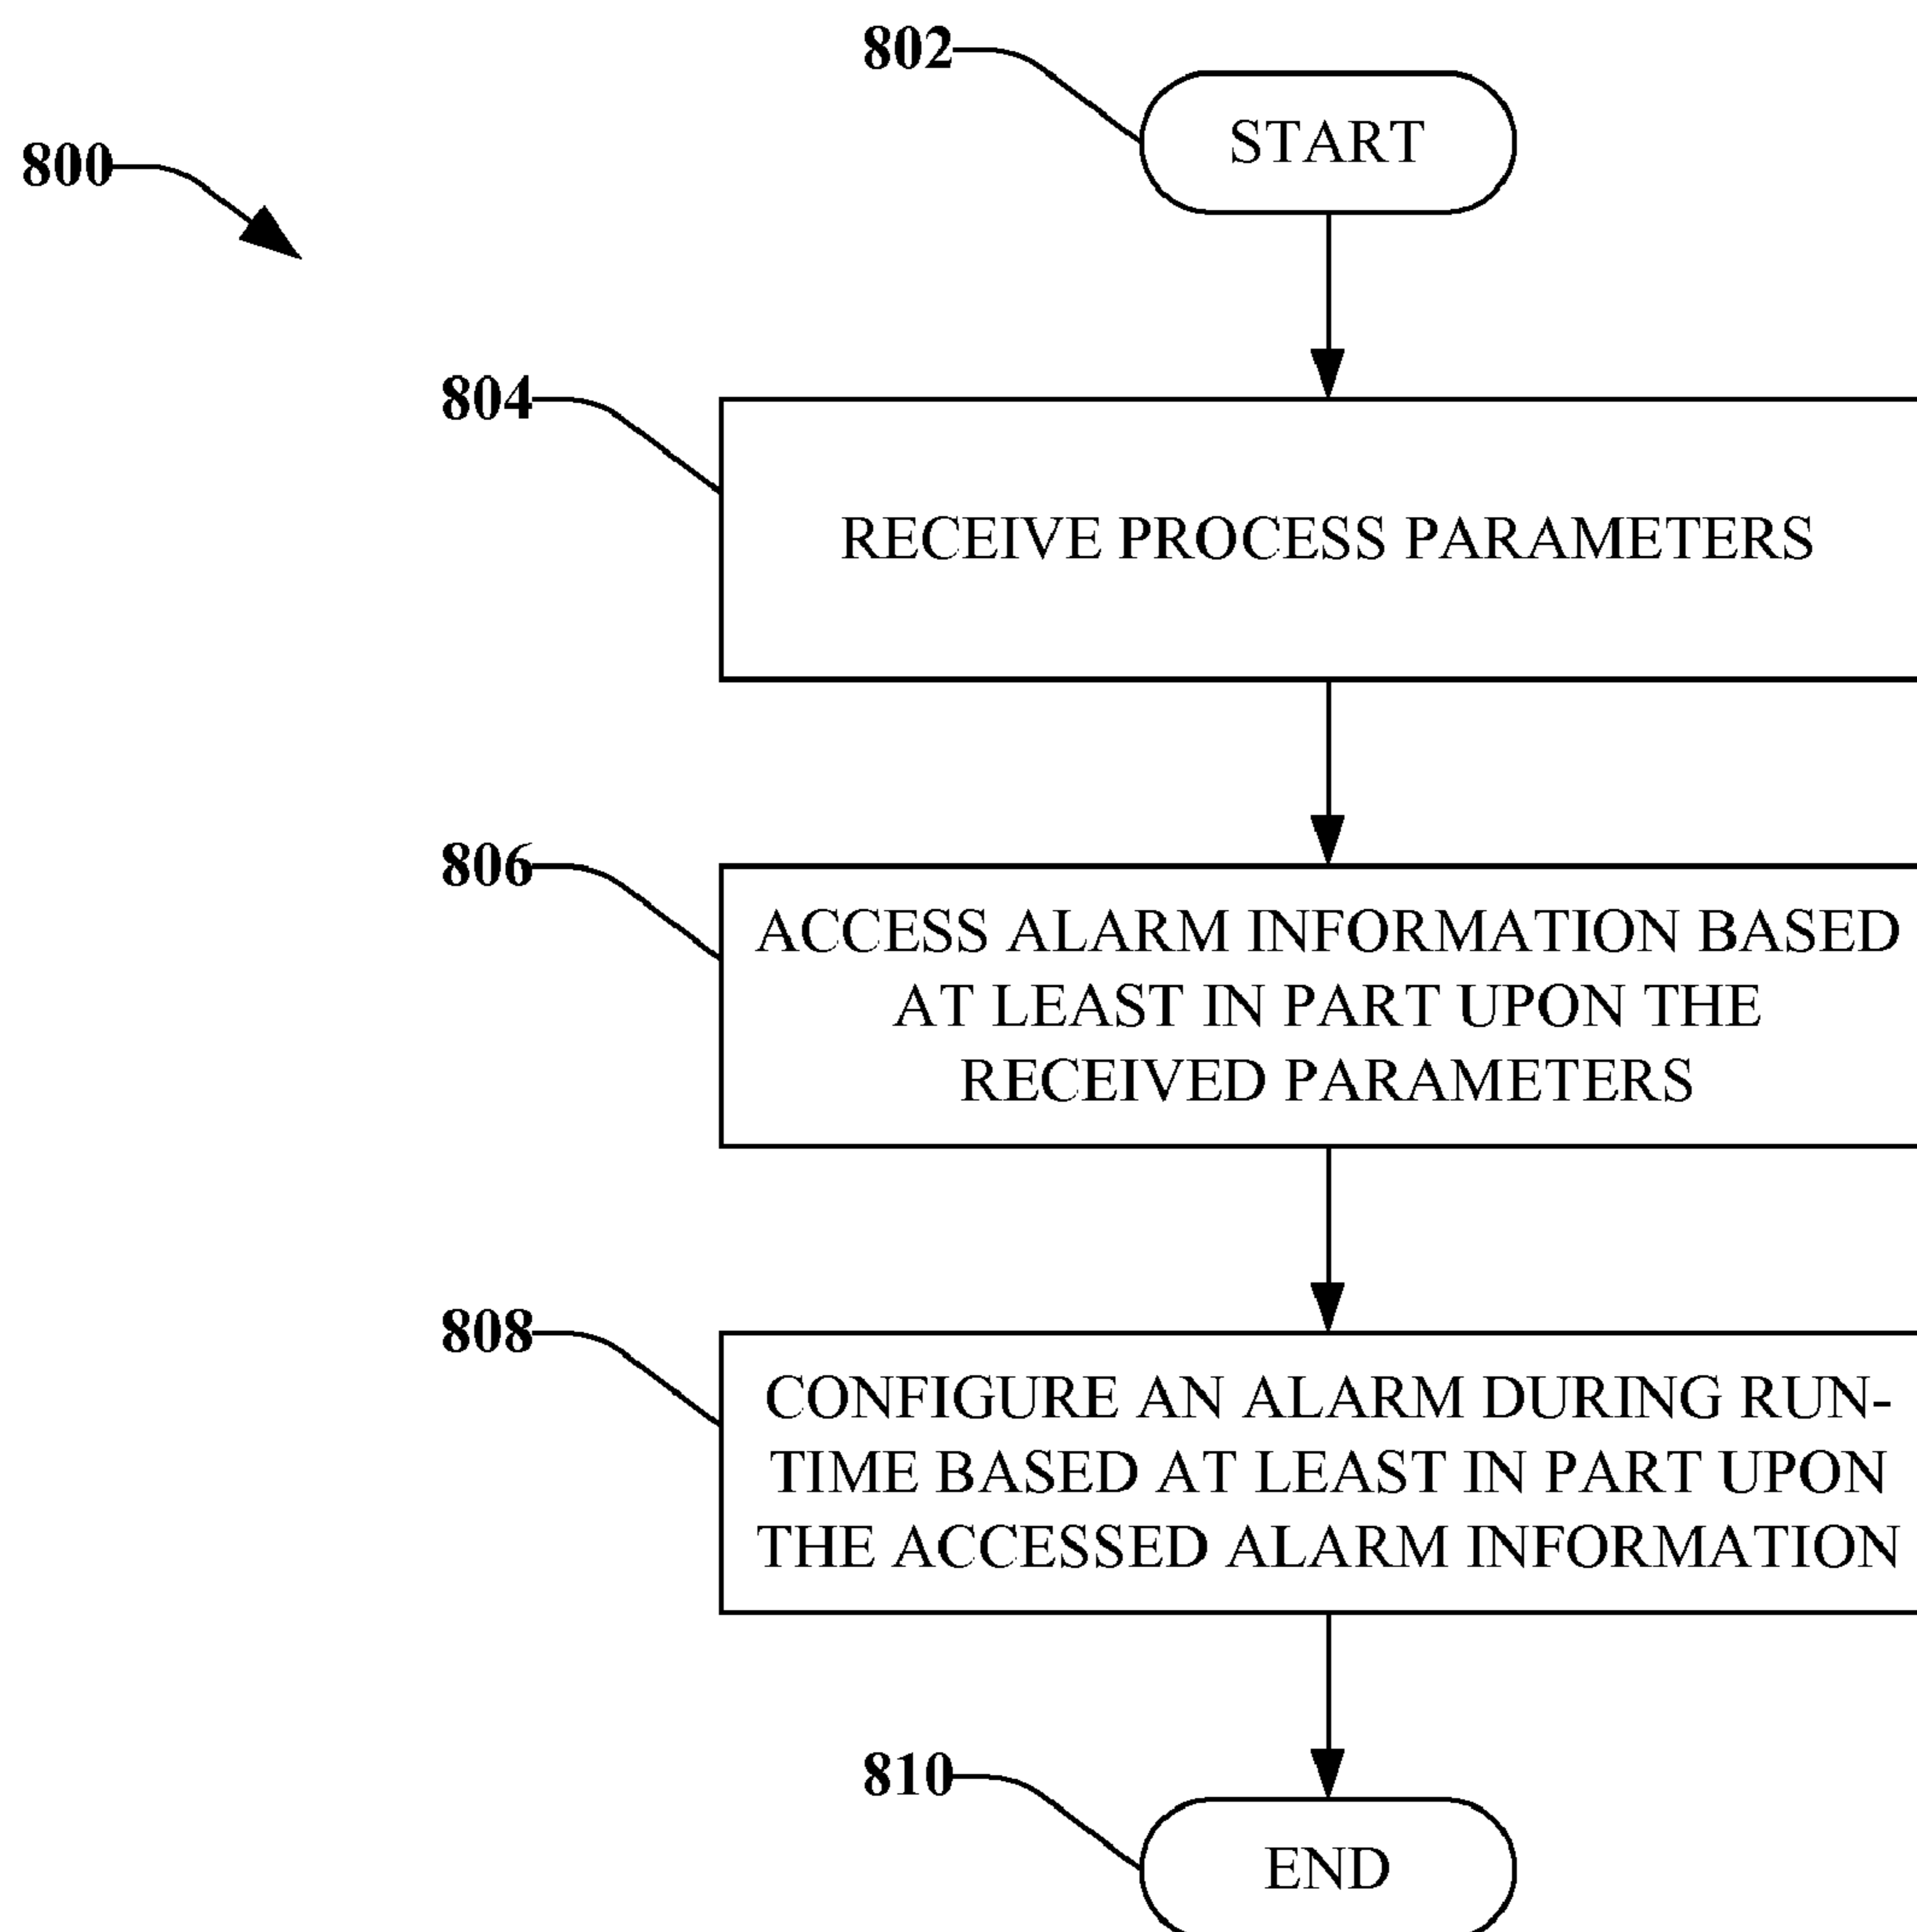 802
START
800
804
RECEIVE PROCESS PARAMETERS
806
ACCESS ALARM INFORMATION BASED
AT LEAST IN PART UPON THE
RECEIVED PARAMETERS
808
CONFIGURE AN ALARM DURING RUN-
TIME BASED AT LEAST IN PART UPON
THE ACCESSED ALARM INFORMATION
810
END